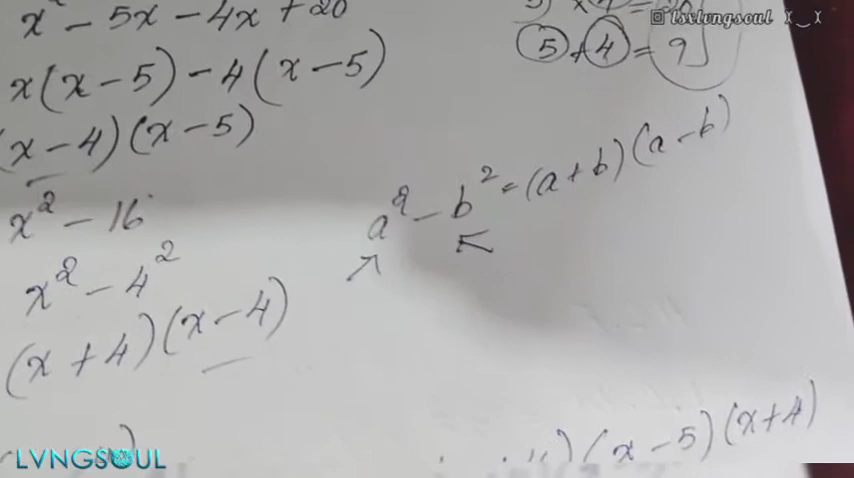 x² - 5x - 4x + 20
x(x-5) - 4(x-5)
(x-4)(x-5)
x² - 16
x² - 4²
(x+4)(x-4)
lsxlvngsoul
5+4=9
a² - b² = (a+b)(a-b)
(x-5)(x+4)
LVNGSOUL